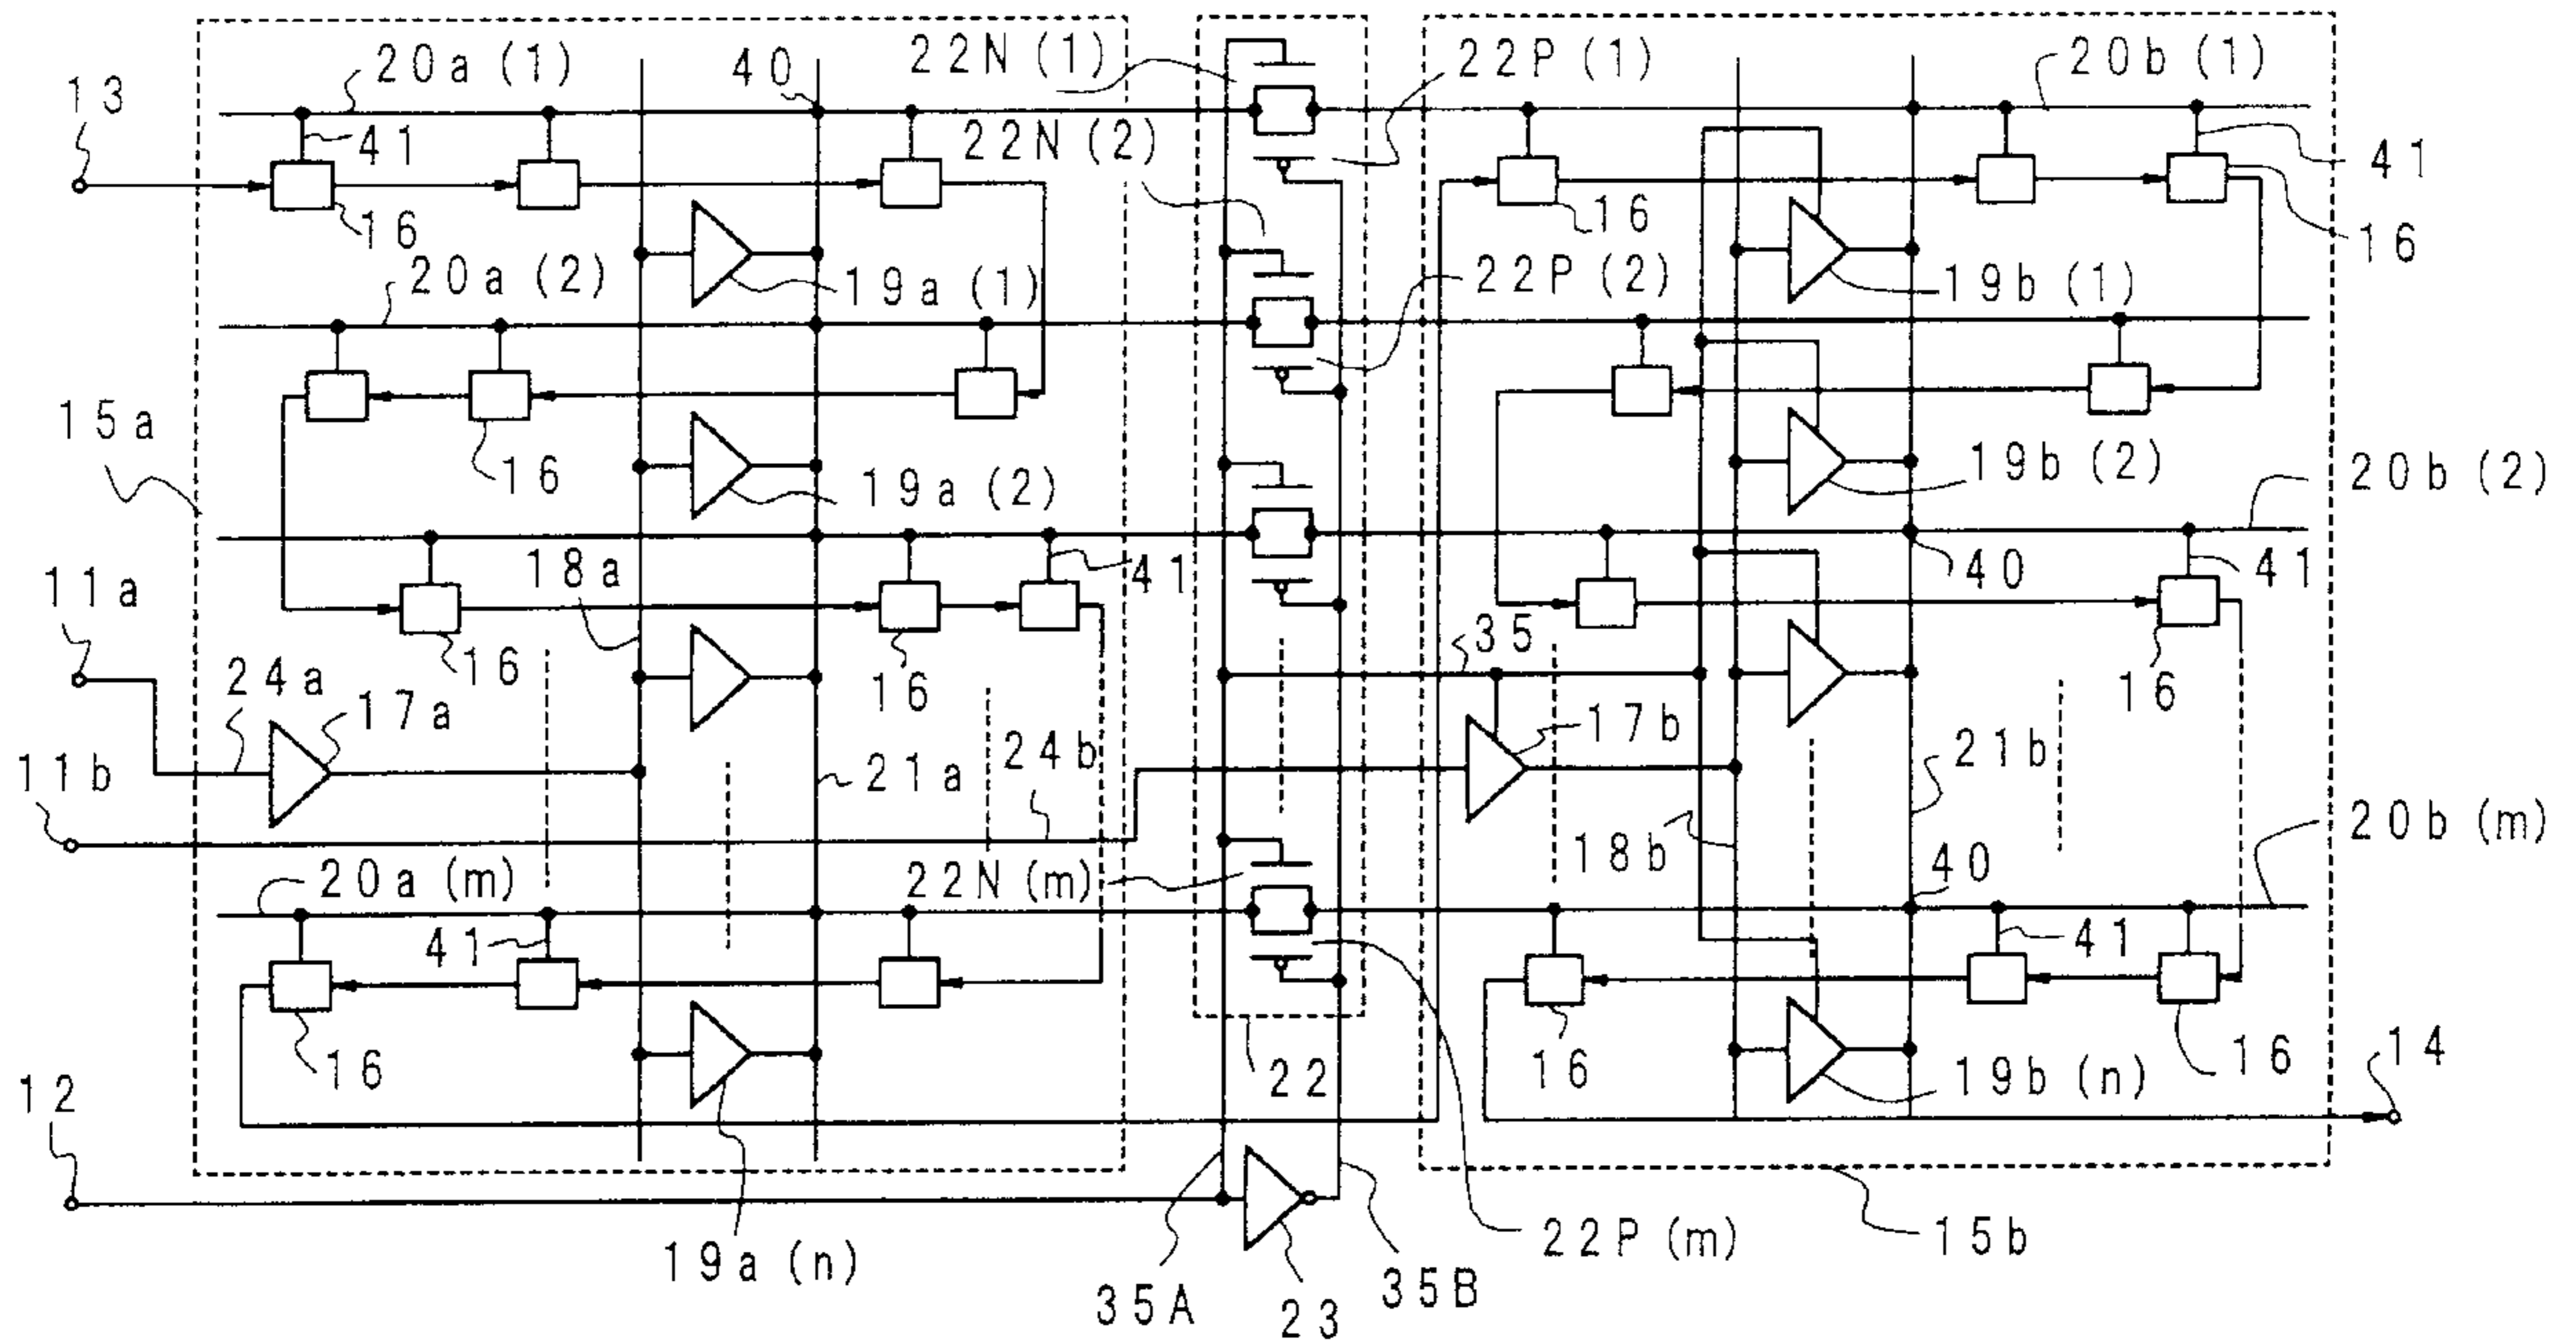 20a (1)
40
22N (1)
22P (1)
20b (1)
13
41
22N (2)
41
16
16
16
20a (2)
19a (1)
22P (2)
19b (1)
15a
16
19a (2)
19b (2)
20b (2)
11a
18a
41
40
41
16
16
35
16
24a
17a
17b
11b
21a
24b
21b
18b
20b (m)
20a (m)
22N (m)
40
41
41
16
22
16
19b (n)
16
14
12
19a (n)
22P (m)
15b
35A
23
35B